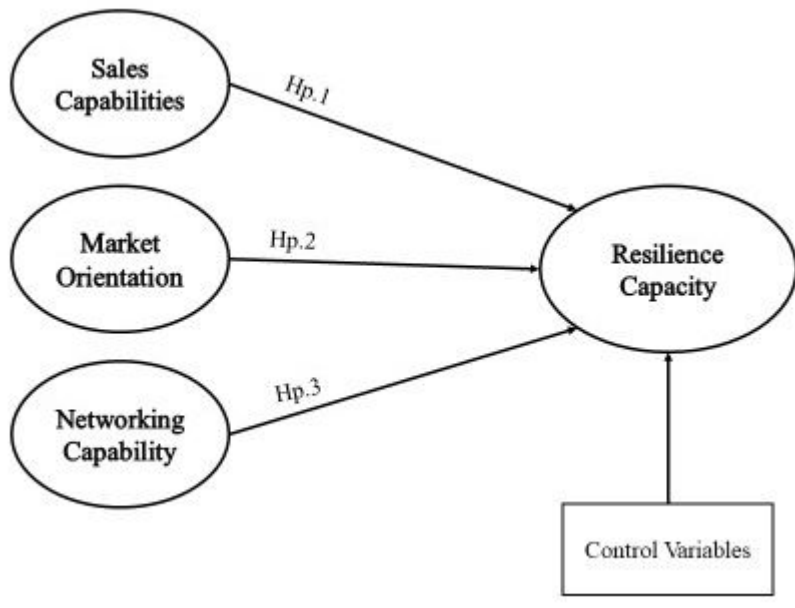 Sales
Capabilities
Hp.1
Market
Orientation
Hp.2
Resilience
Capacity
Networking
Capability
Hp.3
Control Variables